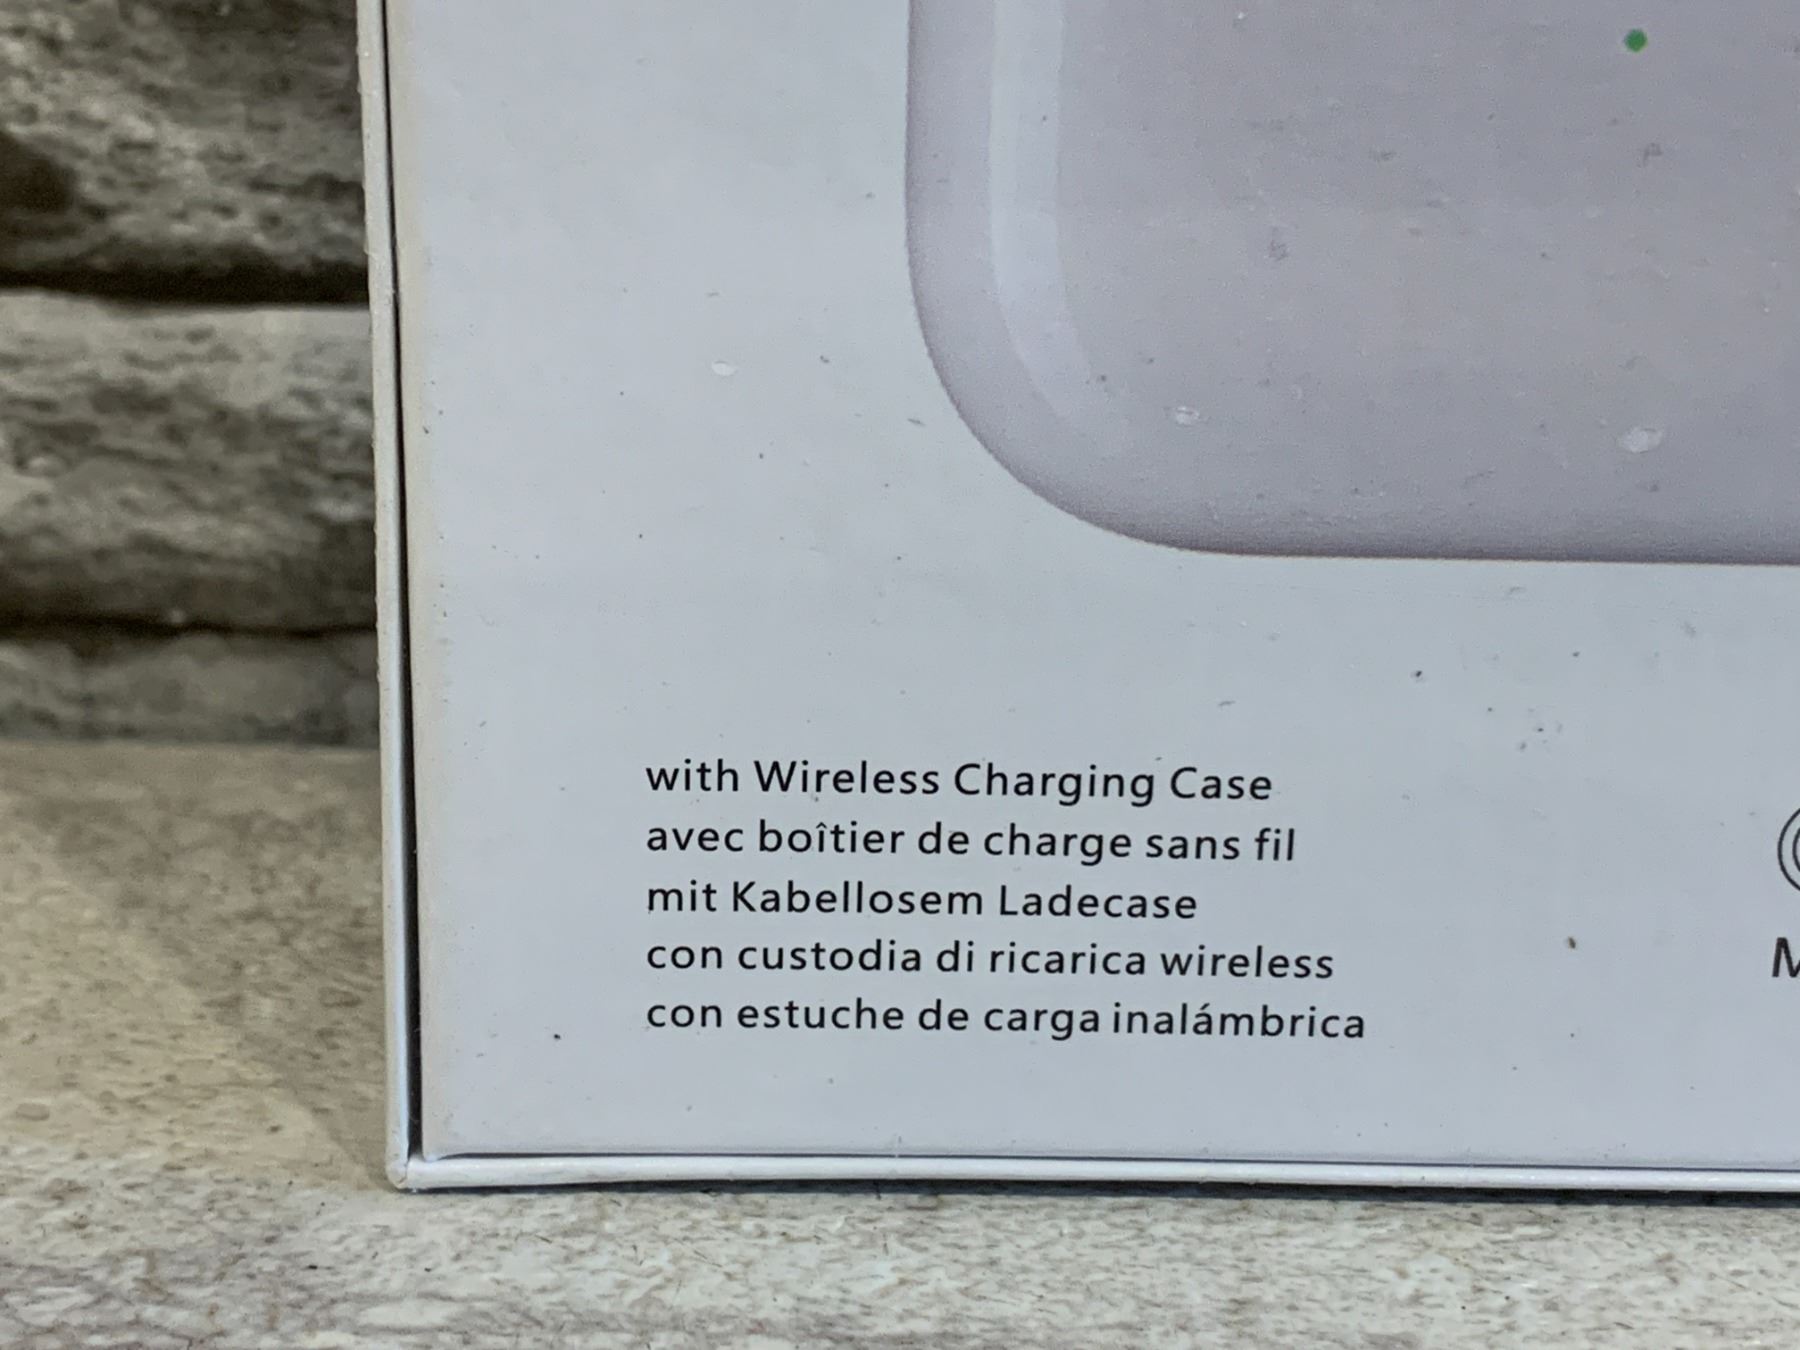 with Wireless Charging Case
avec boîtier de charge sans fil
mit Kabellosem Ladecase
con custodia di ricarica wireless
con estuche de carga inalámbrica